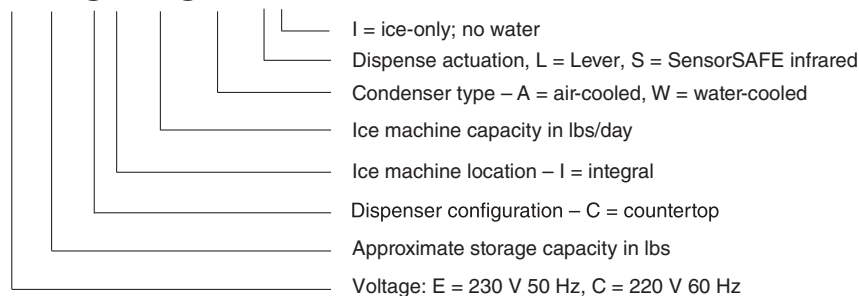 I = ice-only; no water
Dispense actuation, L = Lever, S = SensorSAFE infrared
Condenser type – A = air-cooled, W = water-cooled
Ice machine capacity in lbs/day
Ice machine location – I = integral
Dispenser configuration – C = countertop
Approximate storage capacity in lbs
Voltage: E = 230 V 50 Hz, C = 220 V 60 Hz